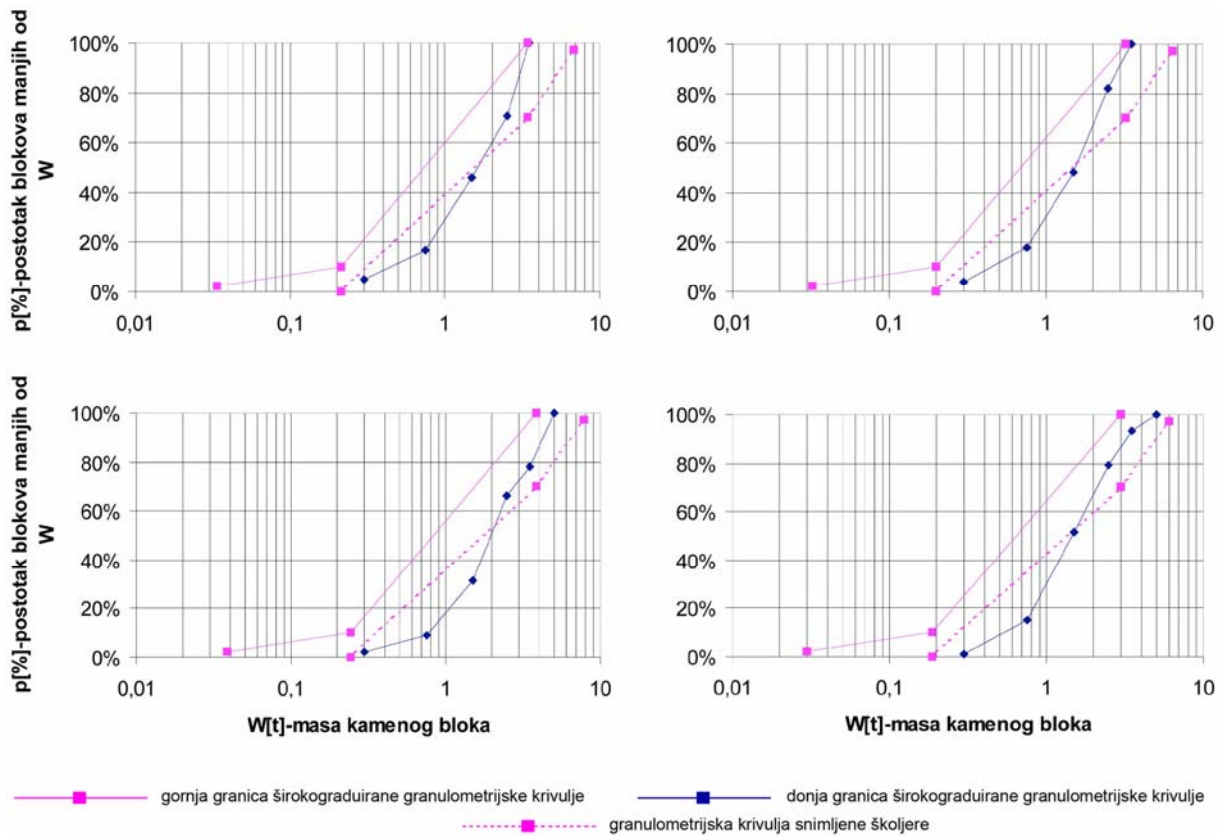 p[%]-postotak blokova manjih od
W
100%
80%
60%
40%
20%
0%
0,01 0,1 1 10
100%
80%
60%
40%
20%
0%
0,01 0,1 1 10
p[%]-postotak blokova manjih od
W
100%
80%
60%
40%
20%
0%
0,01 0,1 1 10
W[t]-masa kamenog bloka
100%
80%
60%
40%
20%
0%
0,01 0,1 1 10
W[t]-masa kamenog bloka
gornja granica širokograduirane granulometrijske krivulje
donja granica širokograduirane granulometrijske krivulje
granulometrijska krivulja snimljene školjere